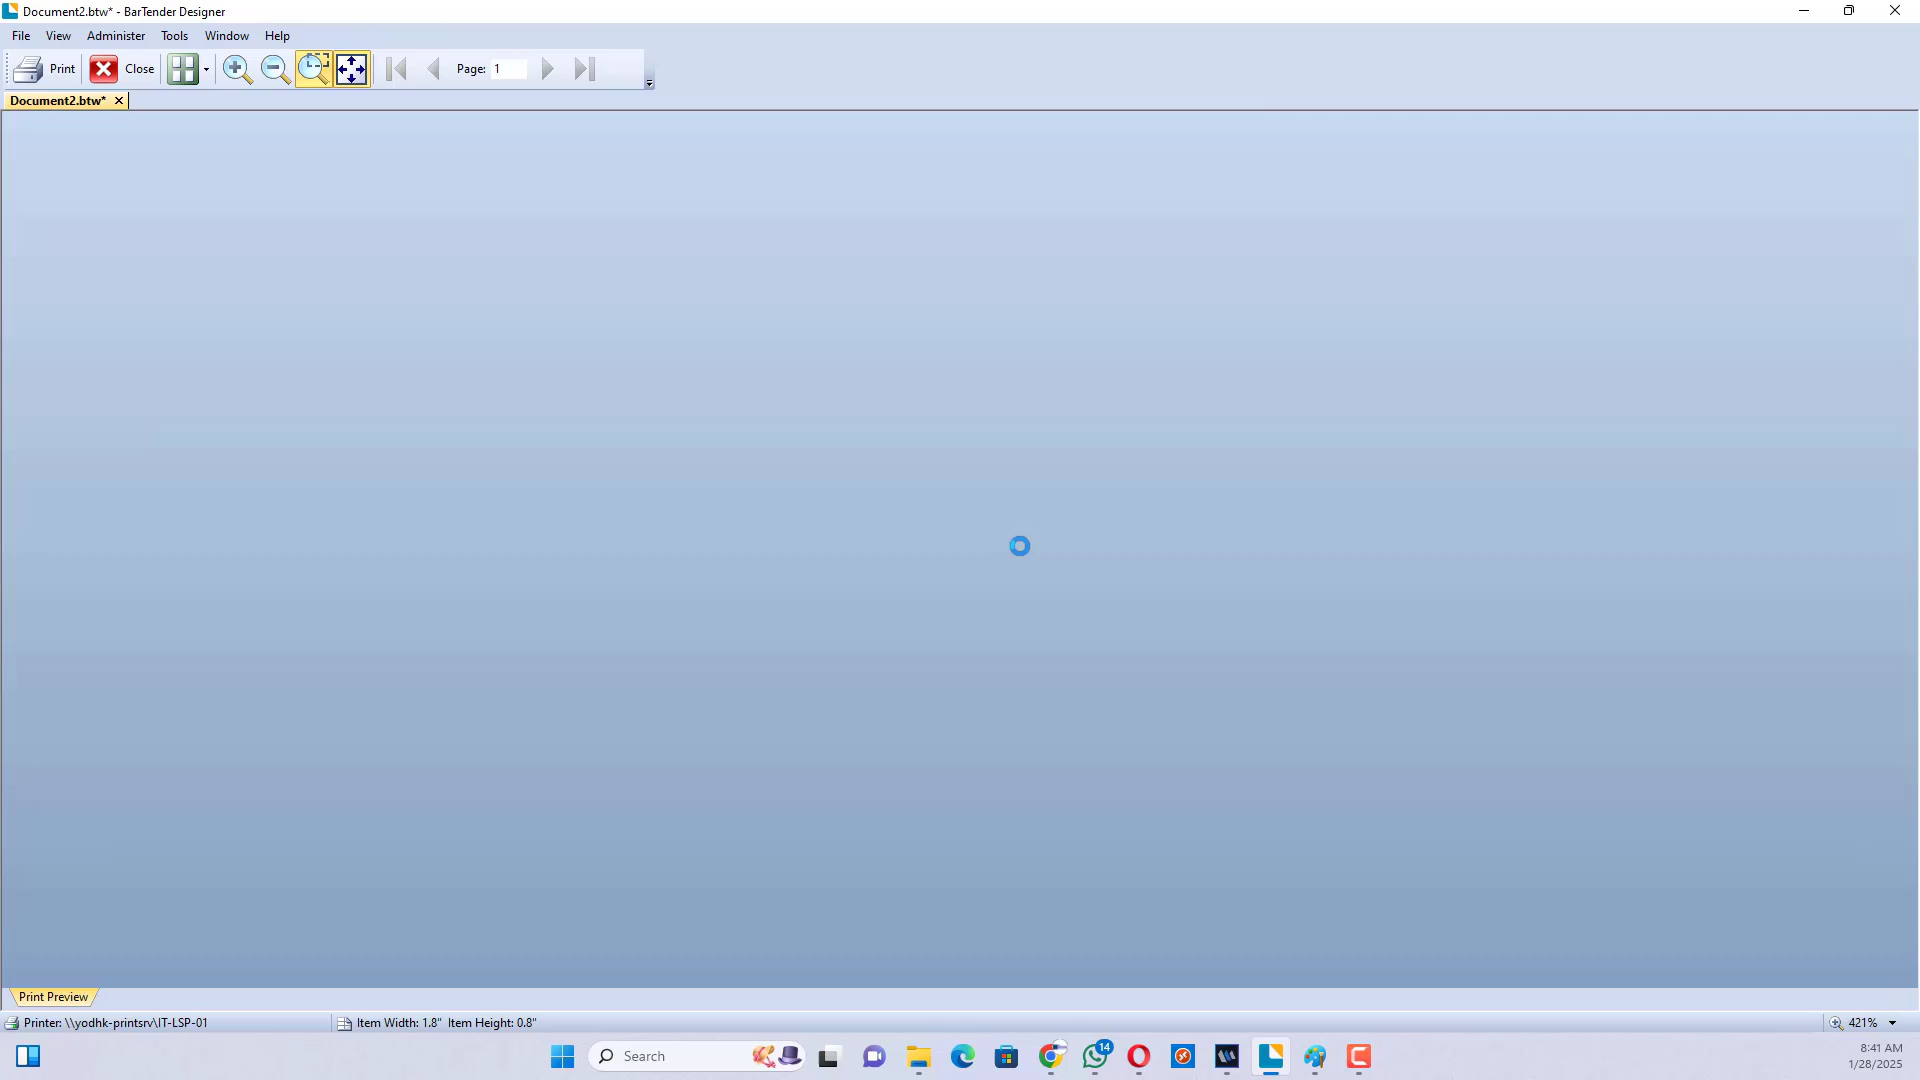 Document2.btw* - BarTender Designer
File View Administer Tools Window Help
Print Close Page: 1
Document2.btw*
Print Preview
Printer: \\yodhk-printsrv\IT-LSP-01 Item Width: 1.8" Item Height: 0.8" 421%
Search 14 8:41 AM
1/28/2025